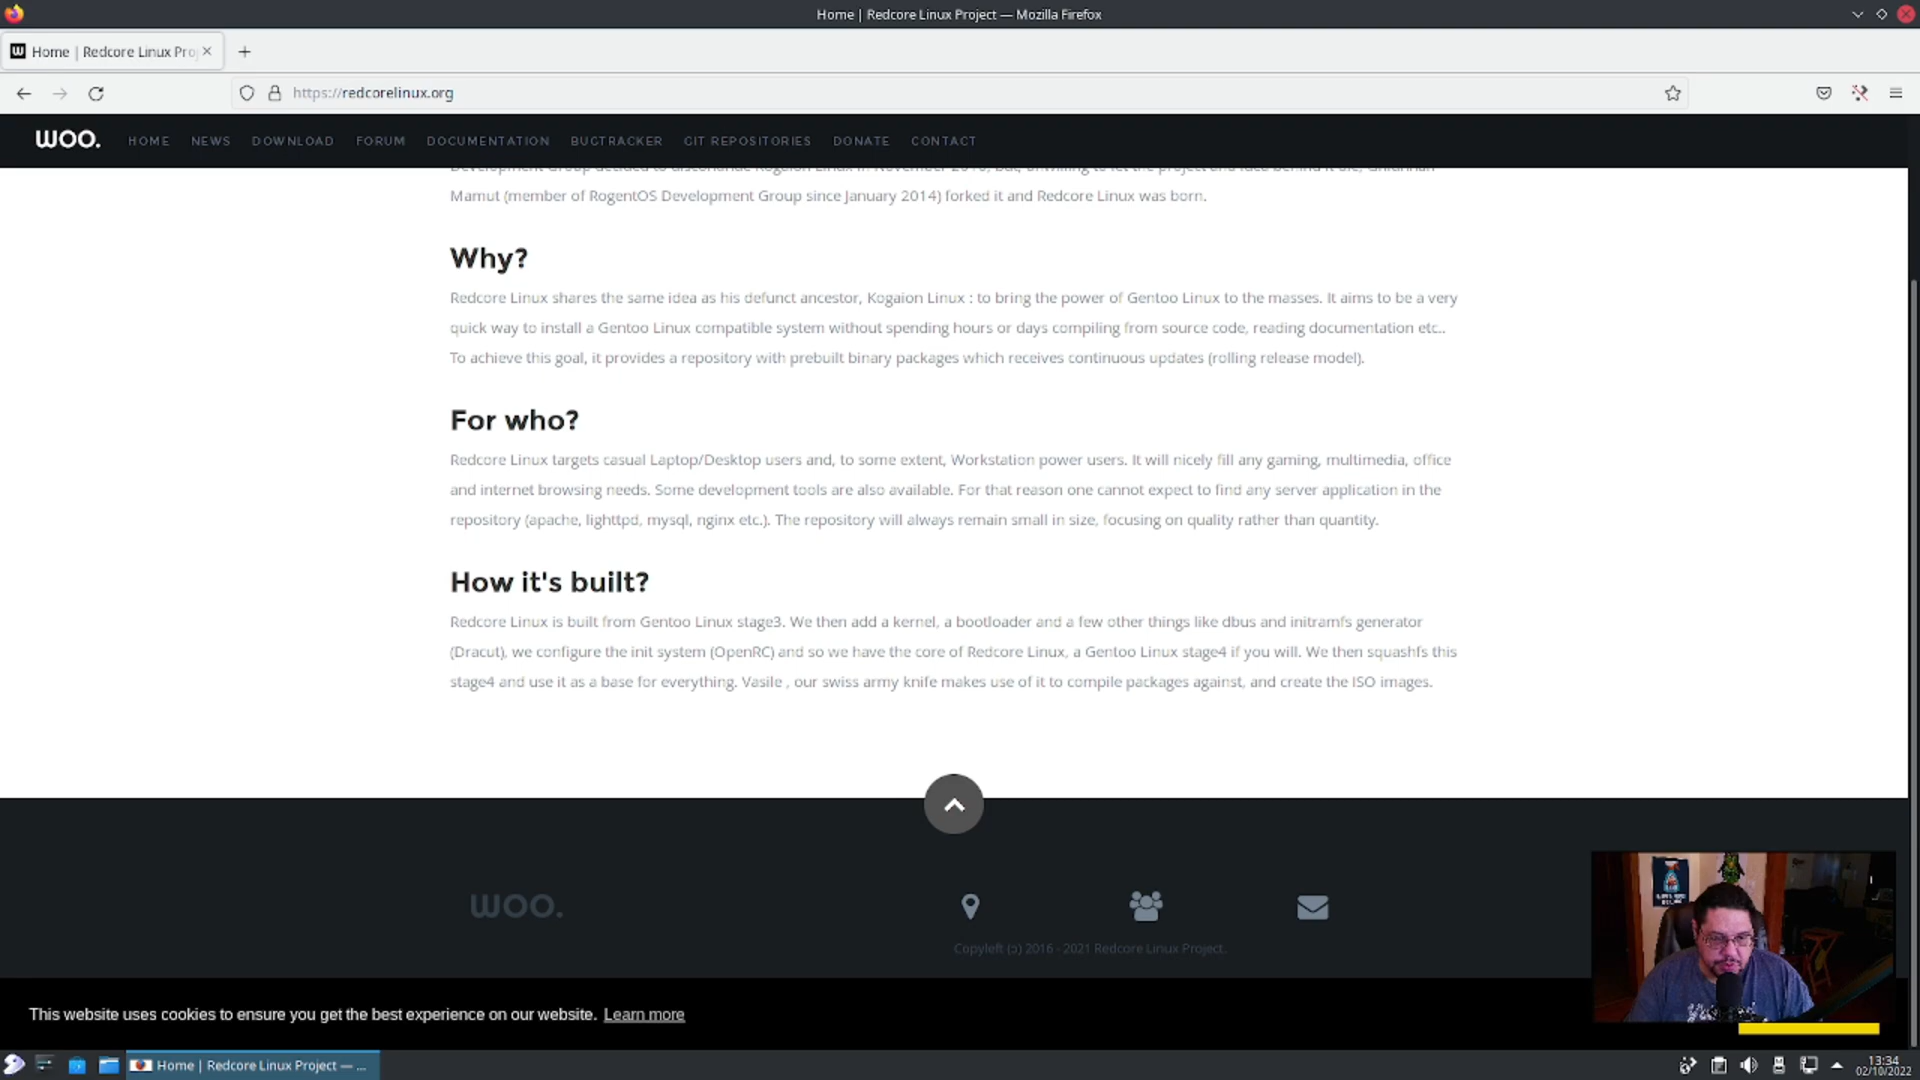 Home | Redcore Linux Project — Mozilla Firefox
Home | Redcore Linux Pro
https://redcorelinux.org
WOO. HOME NEWS DOWNLOAD FORUM DOCUMENTATION BUGTRACKER GIT REPOSITORIES DONATE CONTACT
Development Group decided to discontinue Kogaion Linux in November 2016, but, unwilling to let the project and idea behind it die, Ghiunhan
Mamut (member of RogentOS Development Group since January 2014) forked it and Redcore Linux was born.
Why?
Redcore Linux shares the same idea as his defunct ancestor, Kogaion Linux : to bring the power of Gentoo Linux to the masses. It aims to be a very
quick way to install a Gentoo Linux compatible system without spending hours or days compiling from source code, reading documentation etc..
To achieve this goal, it provides a repository with prebuilt binary packages which receives continuous updates (rolling release model).
For who?
Redcore Linux targets casual Laptop/Desktop users and, to some extent, Workstation power users. It will nicely fill any gaming, multimedia, office
and internet browsing needs. Some development tools are also available. For that reason one cannot expect to find any server application in the
repository (apache, lighttpd, mysql, nginx etc.). The repository will always remain small in size, focusing on quality rather than quantity.
How it's built?
Redcore Linux is built from Gentoo Linux stage3. We then add a kernel, a bootloader and a few other things like dbus and initramfs generator
(Dracut), we configure the init system (OpenRC) and so we have the core of Redcore Linux, a Gentoo Linux stage4 if you will. We then squashfs this
stage4 and use it as a base for everything. Vasile , our swiss army knife makes use of it to compile packages against, and create the ISO images.
WOO.
Copyleft (ɔ) 2016 - 2021 Redcore Linux Project.
This website uses cookies to ensure you get the best experience on our website. Learn more
Home | Redcore Linux Project — ...
13:34
02/10/2022